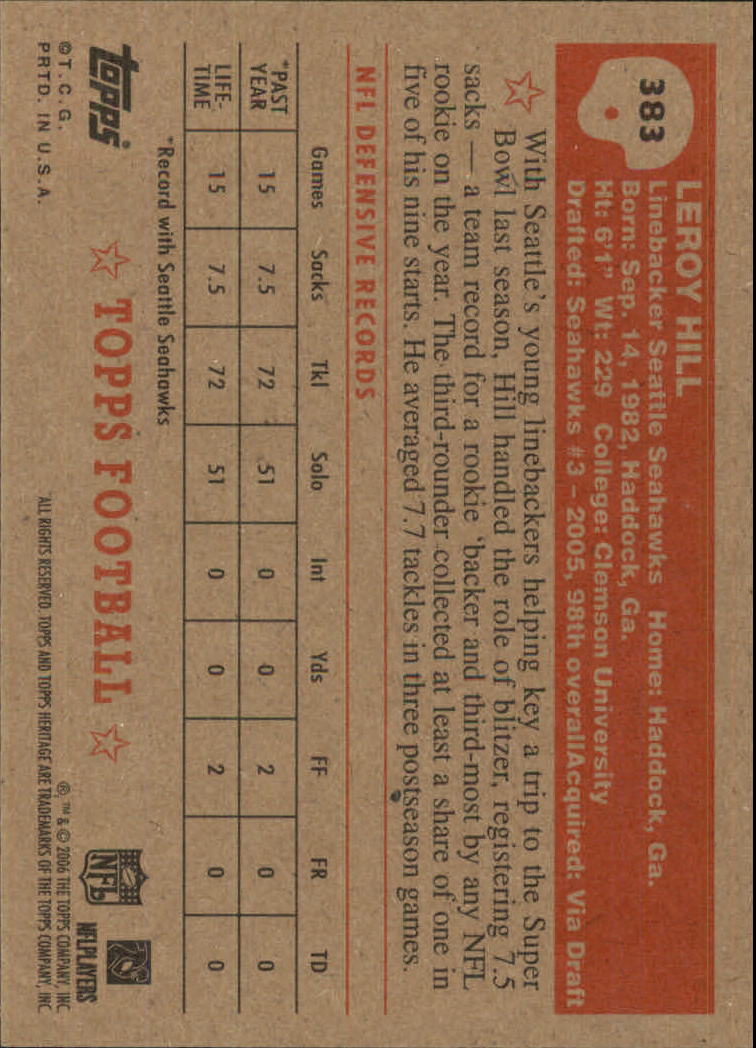 383
LEROY HILL
Linebacker Seattle Seahawks Home: Haddock, Ga.
Born: Sep. 14, 1982, Haddock, Ga.
Ht: 6'1" Wt: 229 College: Clemson University
Drafted: Seahawks #3 - 2005, 98th overallAcquired: Via Draft
With Seattle's young linebackers helping key a trip to the Super
Bowl last season, Hill handled the role of blitzer, registering 7.5
sacks — a team record for a rookie 'backer and third-most by any NFL
rookie on the year. The third-rounder collected at least a share of one in
five of his nine starts. He averaged 7.7 tackles in three postseason games.
NFL DEFENSIVE RECORDS
Games Sacks Tkl Solo Int Yds FF FR TD
*PAST YEAR 15 7.5 72 51 0 0 2 0 0
LIFE-TIME 15 7.5 72 51 0 0 2 0 0
*Record with Seattle Seahawks
topps®
TOPPS FOOTBALL
NFL
NFLPLAYERS
©T.C.G.
PRTD. IN U.S.A.
®, ™ & © 2006 THE TOPPS COMPANY, INC
ALL RIGHTS RESERVED. TOPPS AND TOPPS HERITAGE ARE TRADEMARKS OF THE TOPPS COMPANY, INC